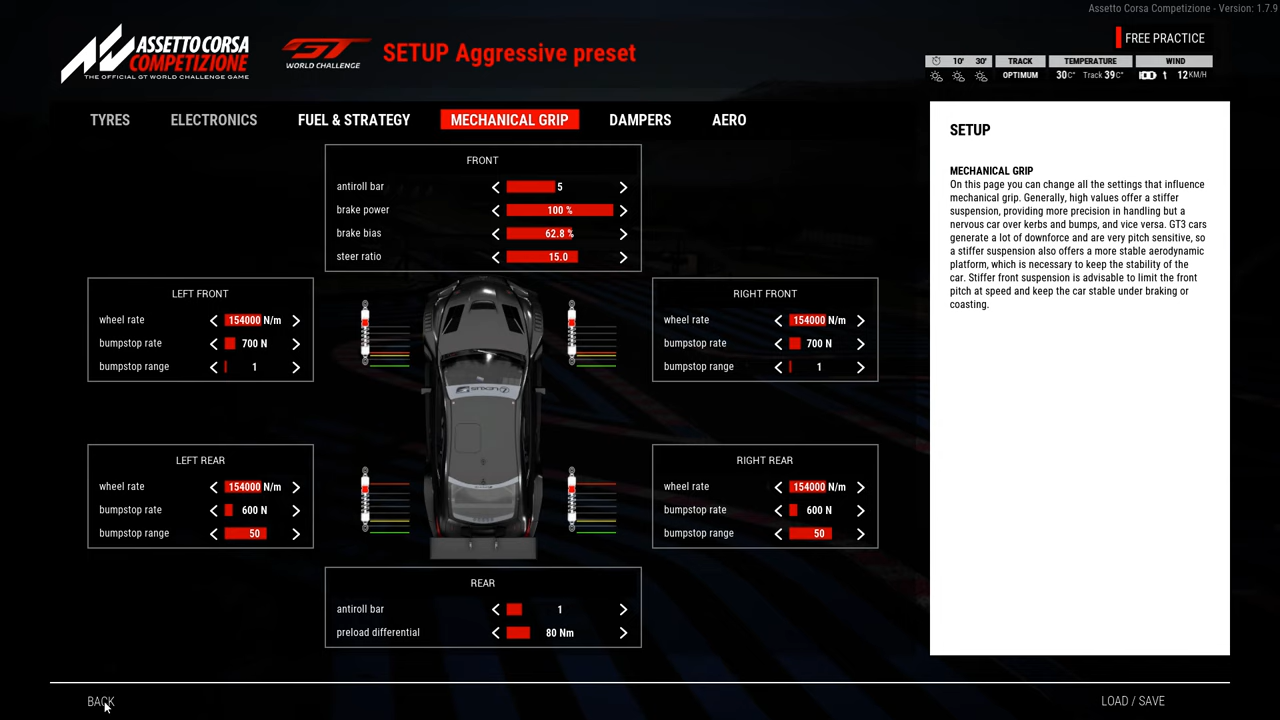 Assetto Corsa Competizione - Version: 1.7.9
ASSETTO CORSA
COMPETIZIONE
THE OFFICIAL GT WORLD CHALLENGE GAME
GT
WORLD CHALLENGE
SETUP Aggressive preset
FREE PRACTICE
10' 30' TRACK TEMPERATURE WIND
OPTIMUM 30C° Track 39C° 12KM/H
TYRES ELECTRONICS FUEL & STRATEGY MECHANICAL GRIP DAMPERS AERO
FRONT
antiroll bar 5
brake power 100 %
brake bias 62.8 %
steer ratio 15.0
LEFT FRONT
wheel rate 154000 N/m
bumpstop rate 700 N
bumpstop range 1
RIGHT FRONT
wheel rate 154000 N/m
bumpstop rate 700 N
bumpstop range 1
LEFT REAR
wheel rate 154000 N/m
bumpstop rate 600 N
bumpstop range 50
RIGHT REAR
wheel rate 154000 N/m
bumpstop rate 600 N
bumpstop range 50
REAR
antiroll bar 1
preload differential 80 Nm
SETUP
MECHANICAL GRIP
On this page you can change all the settings that influence
mechanical grip. Generally, high values offer a stiffer
suspension, providing more precision in handling but a
nervous car over kerbs and bumps, and vice versa. GT3 cars
generate a lot of downforce and are very pitch sensitive, so
a stiffer suspension also offers a more stable aerodynamic
platform, which is necessary to keep the stability of the
car. Stiffer front suspension is advisable to limit the front
pitch at speed and keep the car stable under braking or
coasting.
BACK
LOAD / SAVE